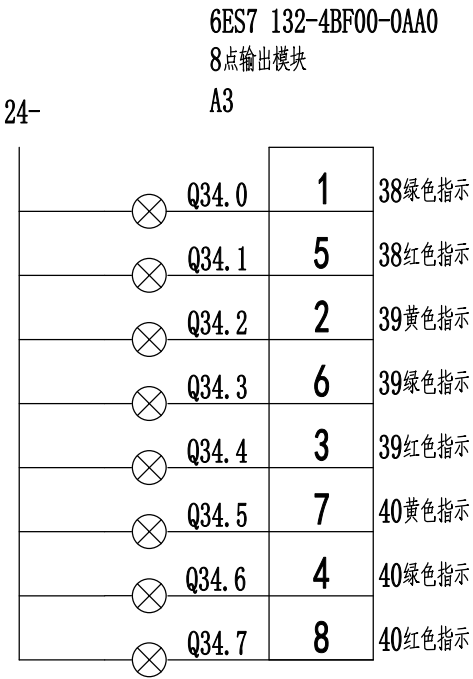 6ES7 132-4BF00-0AA0
8点输出模块
24-
A3
Q34.0 1 38绿色指示
Q34.1 5 38红色指示
Q34.2 2 39黄色指示
Q34.3 6 39绿色指示
Q34.4 3 39红色指示
Q34.5 7 40黄色指示
Q34.6 4 40绿色指示
Q34.7 8 40红色指示